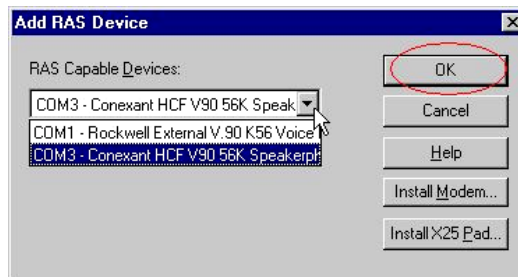 Add RAS Device
RAS Capable Devices:
COM3 - Conexant HCF V90 56K Speak
COM1 - Rockwell External V.90 K56 Voice
COM3 - Conexant HCF V90 56K Speakerph
OK
Cancel
Help
Install Modem...
Install X25 Pad...